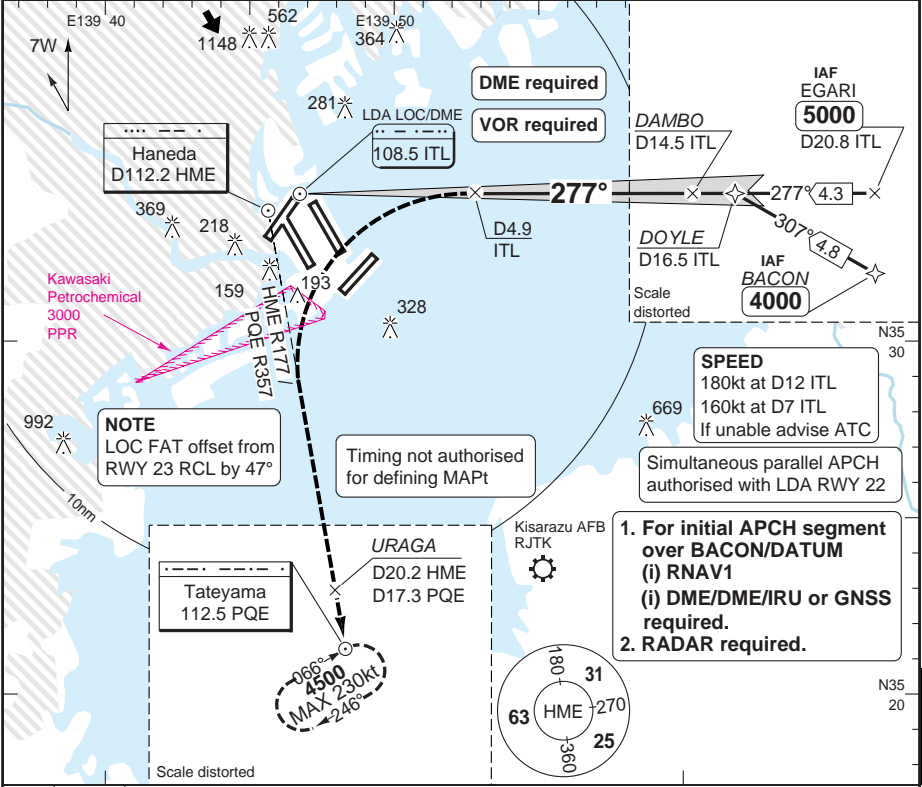 E139 40
562
E139 50
7W
1148
364
281
DME required
VOR required
LDA LOC/DME
108.5 ITL
Haneda
D112.2 HME
DAMBO
D14.5 ITL
IAF
EGARI
5000
D20.8 ITL
277°
277°
4.3
D4.9
ITL
DOYLE
D16.5 ITL
307°
4.8
IAF
BACON
4000
369
218
159
193
328
HME R177 /
PQE R357
Kawasaki
Petrochemical
3000
PPR
Scale
distorted
N35
30
SPEED
180kt at D12 ITL
160kt at D7 ITL
If unable advise ATC
669
992
NOTE
LOC FAT offset from
RWY 23 RCL by 47°
Timing not authorised
for defining MAPt
Simultaneous parallel APCH
authorised with LDA RWY 22
10nm
Kisarazu AFB
RJTK
1. For initial APCH segment
over BACON/DATUM
(i) RNAV1
(i) DME/DME/IRU or GNSS
required.
2. RADAR required.
URAGA
D20.2 HME
D17.3 PQE
Tateyama
112.5 PQE
066°
4500
MAX 230kt
246°
180
31
HME
270
63
25
360
N35
20
Scale distorted